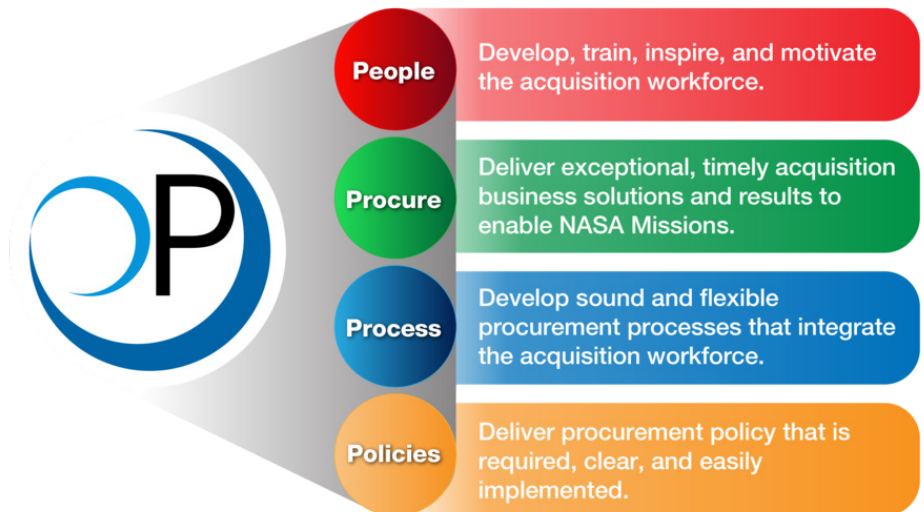 OP
People
Develop, train, inspire, and motivate
the acquisition workforce.
Procure
Deliver exceptional, timely acquisition
business solutions and results to
enable NASA Missions.
Process
Develop sound and flexible
procurement processes that integrate
the acquisition workforce.
Policies
Deliver procurement policy that is
required, clear, and easily
implemented.